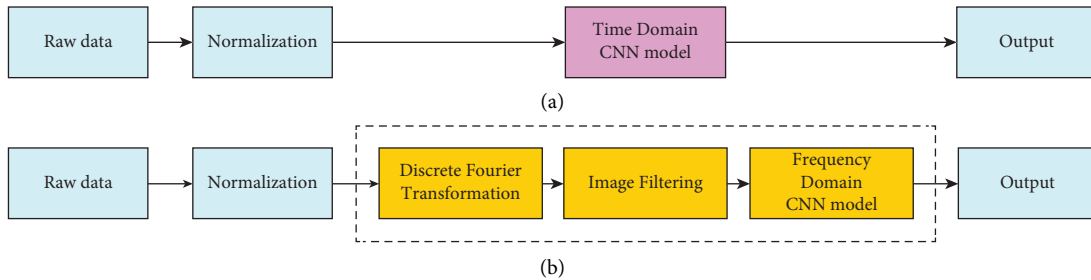 Raw data
Normalization
Time Domain
CNN model
Output
(a)
Raw data
Normalization
Discrete Fourier
Transformation
Image Filtering
Frequency
Domain
CNN model
Output
(b)